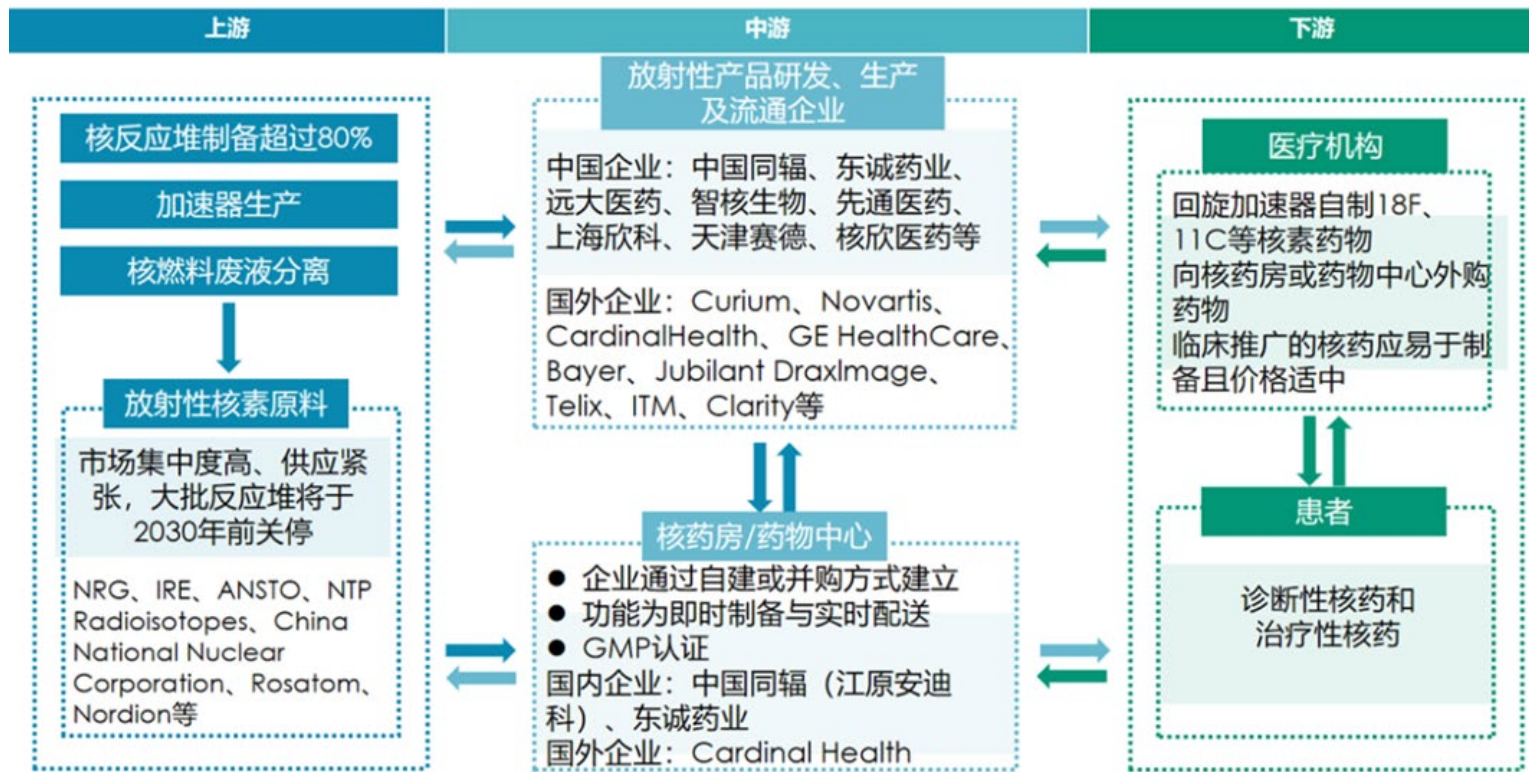 上游
中游
下游
核反应堆制备超过80%
加速器生产
核燃料废液分离
放射性核素原料
市场集中度高、供应紧
张，大批反应堆将于
2030年前关停
NRG、IRE、ANSTO、NTP
Radioisotopes、China
National Nuclear
Corporation、Rosatom、
Nordion等
放射性产品研发、生产
及流通企业
中国企业：中国同辐、东诚药业、
远大医药、智核生物、先通医药、
上海欣科、天津赛德、核欣医药等
国外企业：Curium、Novartis、
CardinalHealth、GE HealthCare、
Bayer、Jubilant DraxImage、
Telix、ITM、Clarity等
核药房/药物中心
● 企业通过自建或并购方式建立
● 功能为即时制备与实时配送
● GMP认证
国内企业：中国同辐（江原安迪
科）、东诚药业
国外企业：Cardinal Health
医疗机构
回旋加速器自制18F、
11C等核素药物
向核药房或药物中心外购
药物
临床推广的核药应易于制
备且价格适中
患者
诊断性核药和
治疗性核药